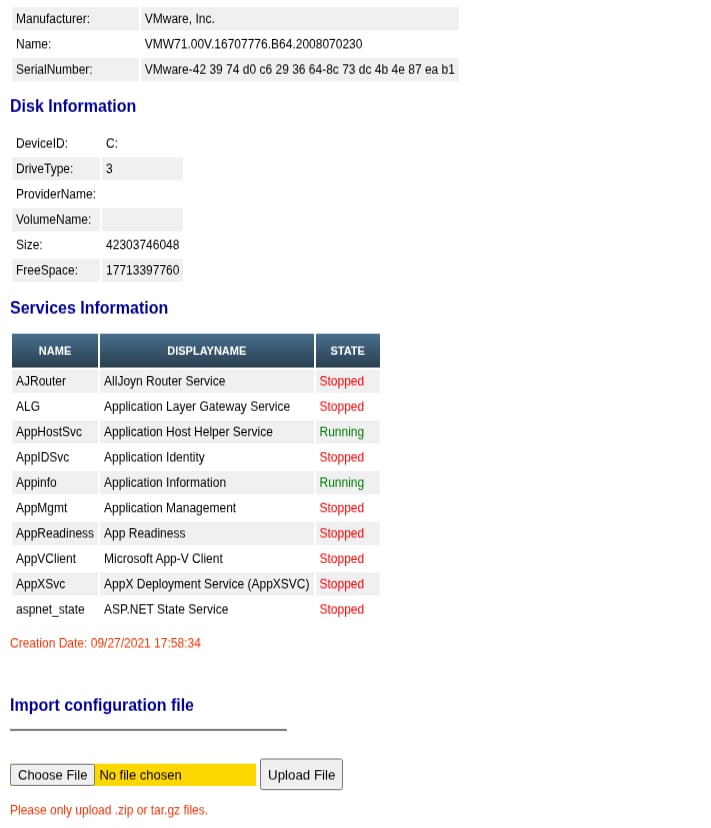 Manufacturer: VMware, Inc.
Name: VMW71.00V.16707776.B64.2008070230
SerialNumber: VMware-42 39 74 d0 c6 29 36 64-8c 73 dc 4b 4e 87 ea b1
Disk Information
DeviceID: C:
DriveType: 3
ProviderName:
VolumeName:
Size: 42303746048
FreeSpace: 17713397760
Services Information
NAME DISPLAYNAME STATE
AJRouter AllJoyn Router Service Stopped
ALG Application Layer Gateway Service Stopped
AppHostSvc Application Host Helper Service Running
AppIDSvc Application Identity Stopped
Appinfo Application Information Running
AppMgmt Application Management Stopped
AppReadiness App Readiness Stopped
AppVClient Microsoft App-V Client Stopped
AppXSvc AppX Deployment Service (AppXSVC) Stopped
aspnet_state ASP.NET State Service Stopped
Creation Date: 09/27/2021 17:58:34
Import configuration file
Choose File No file chosen Upload File
Please only upload .zip or tar.gz files.